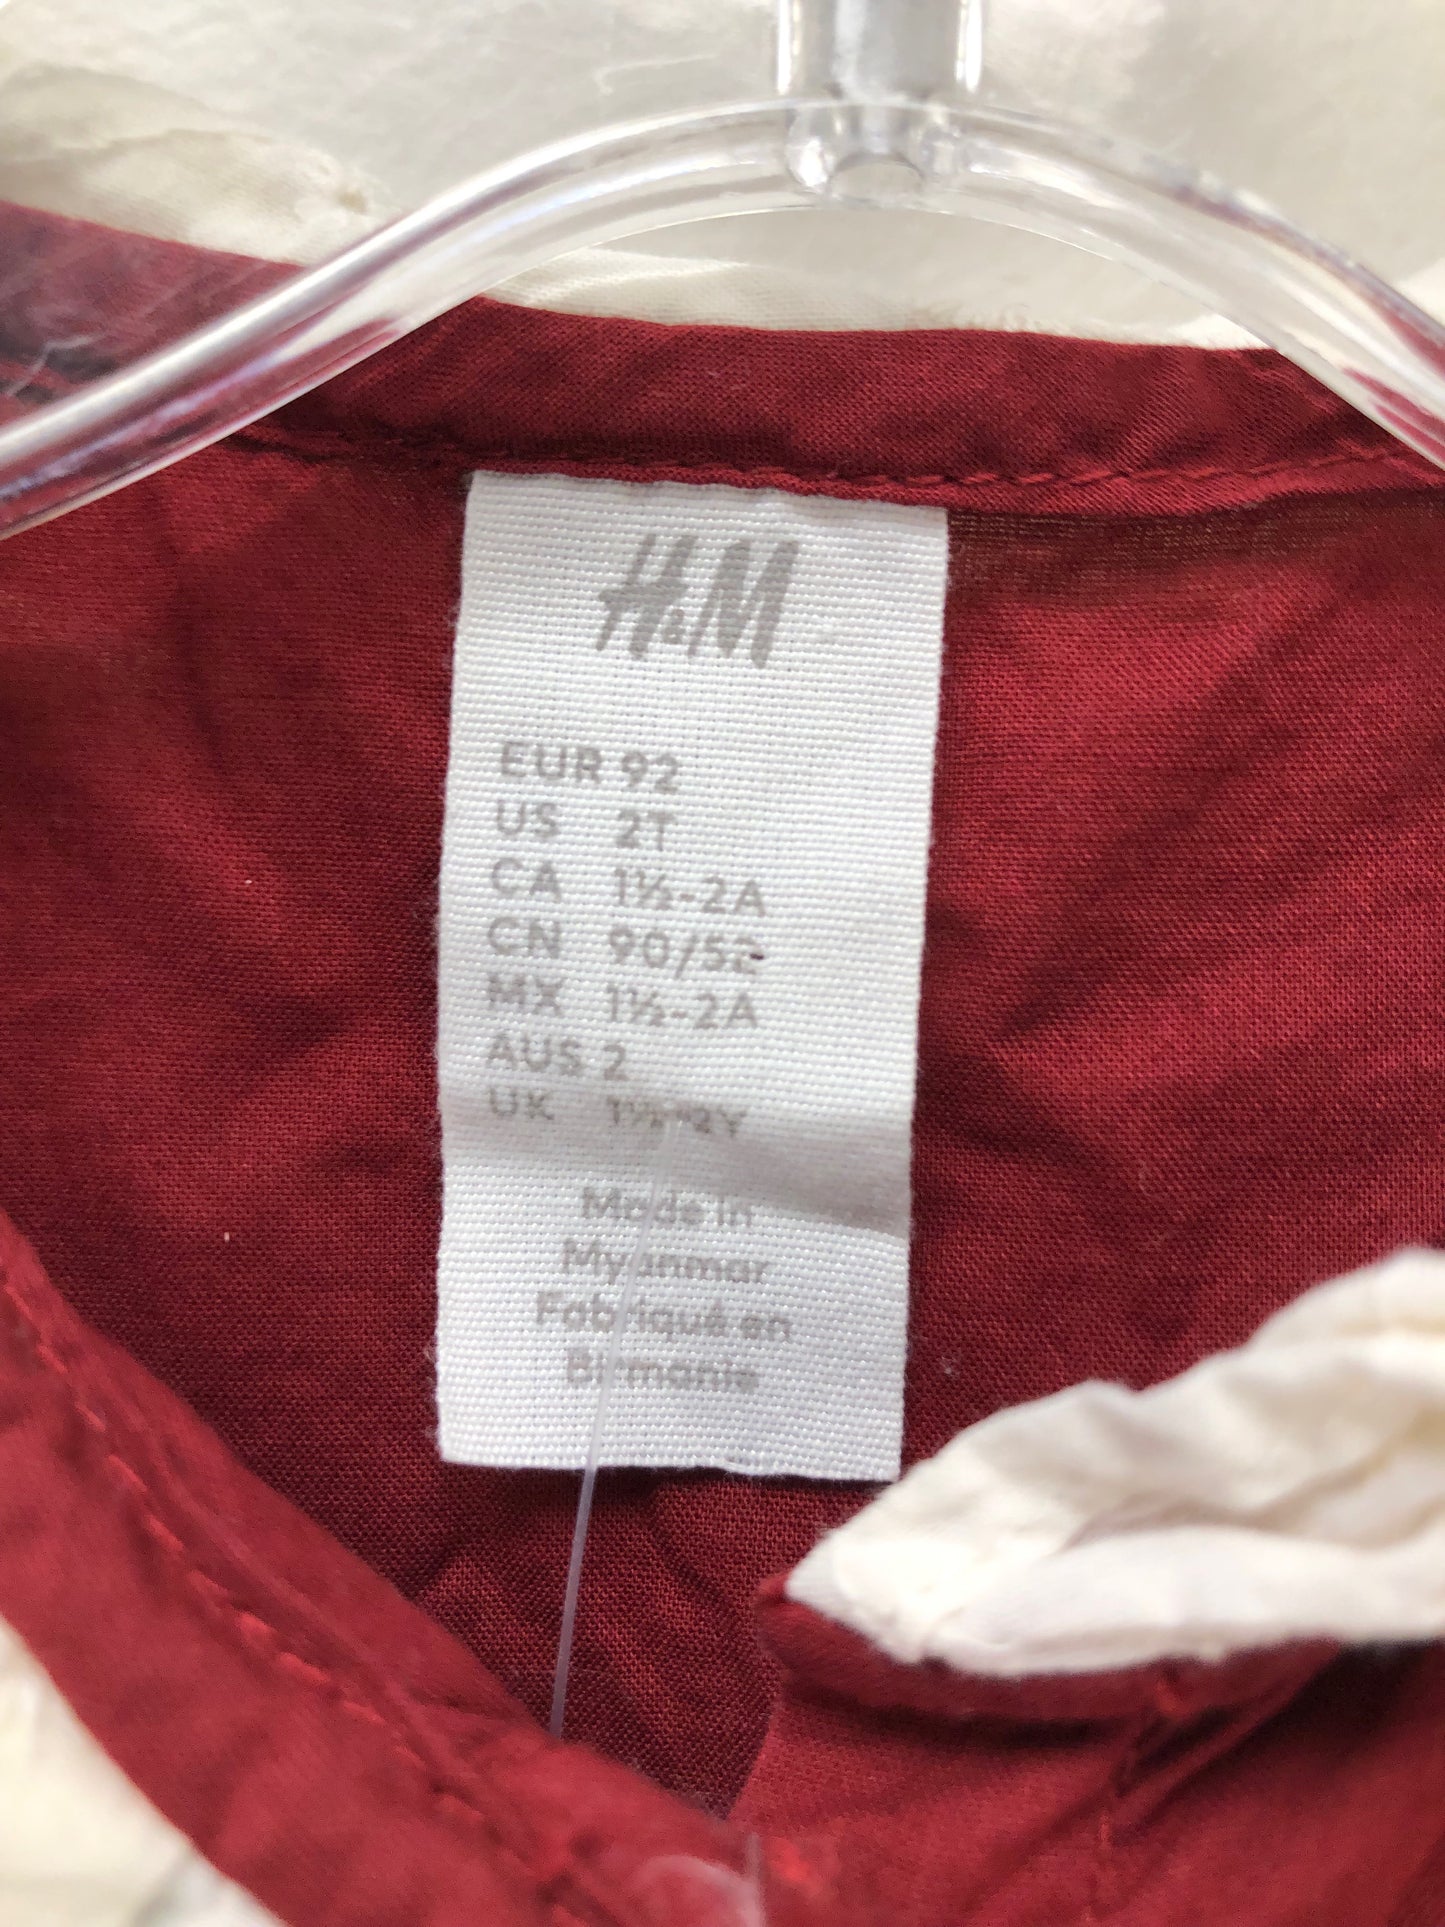 H&M
EUR 92
US 2T
CA 1½-2A
CN 90/52
MX 1½-2A
AUS 2
UK 1½-2Y
Made in
Myanmar
Fabriqué en
Birmanie